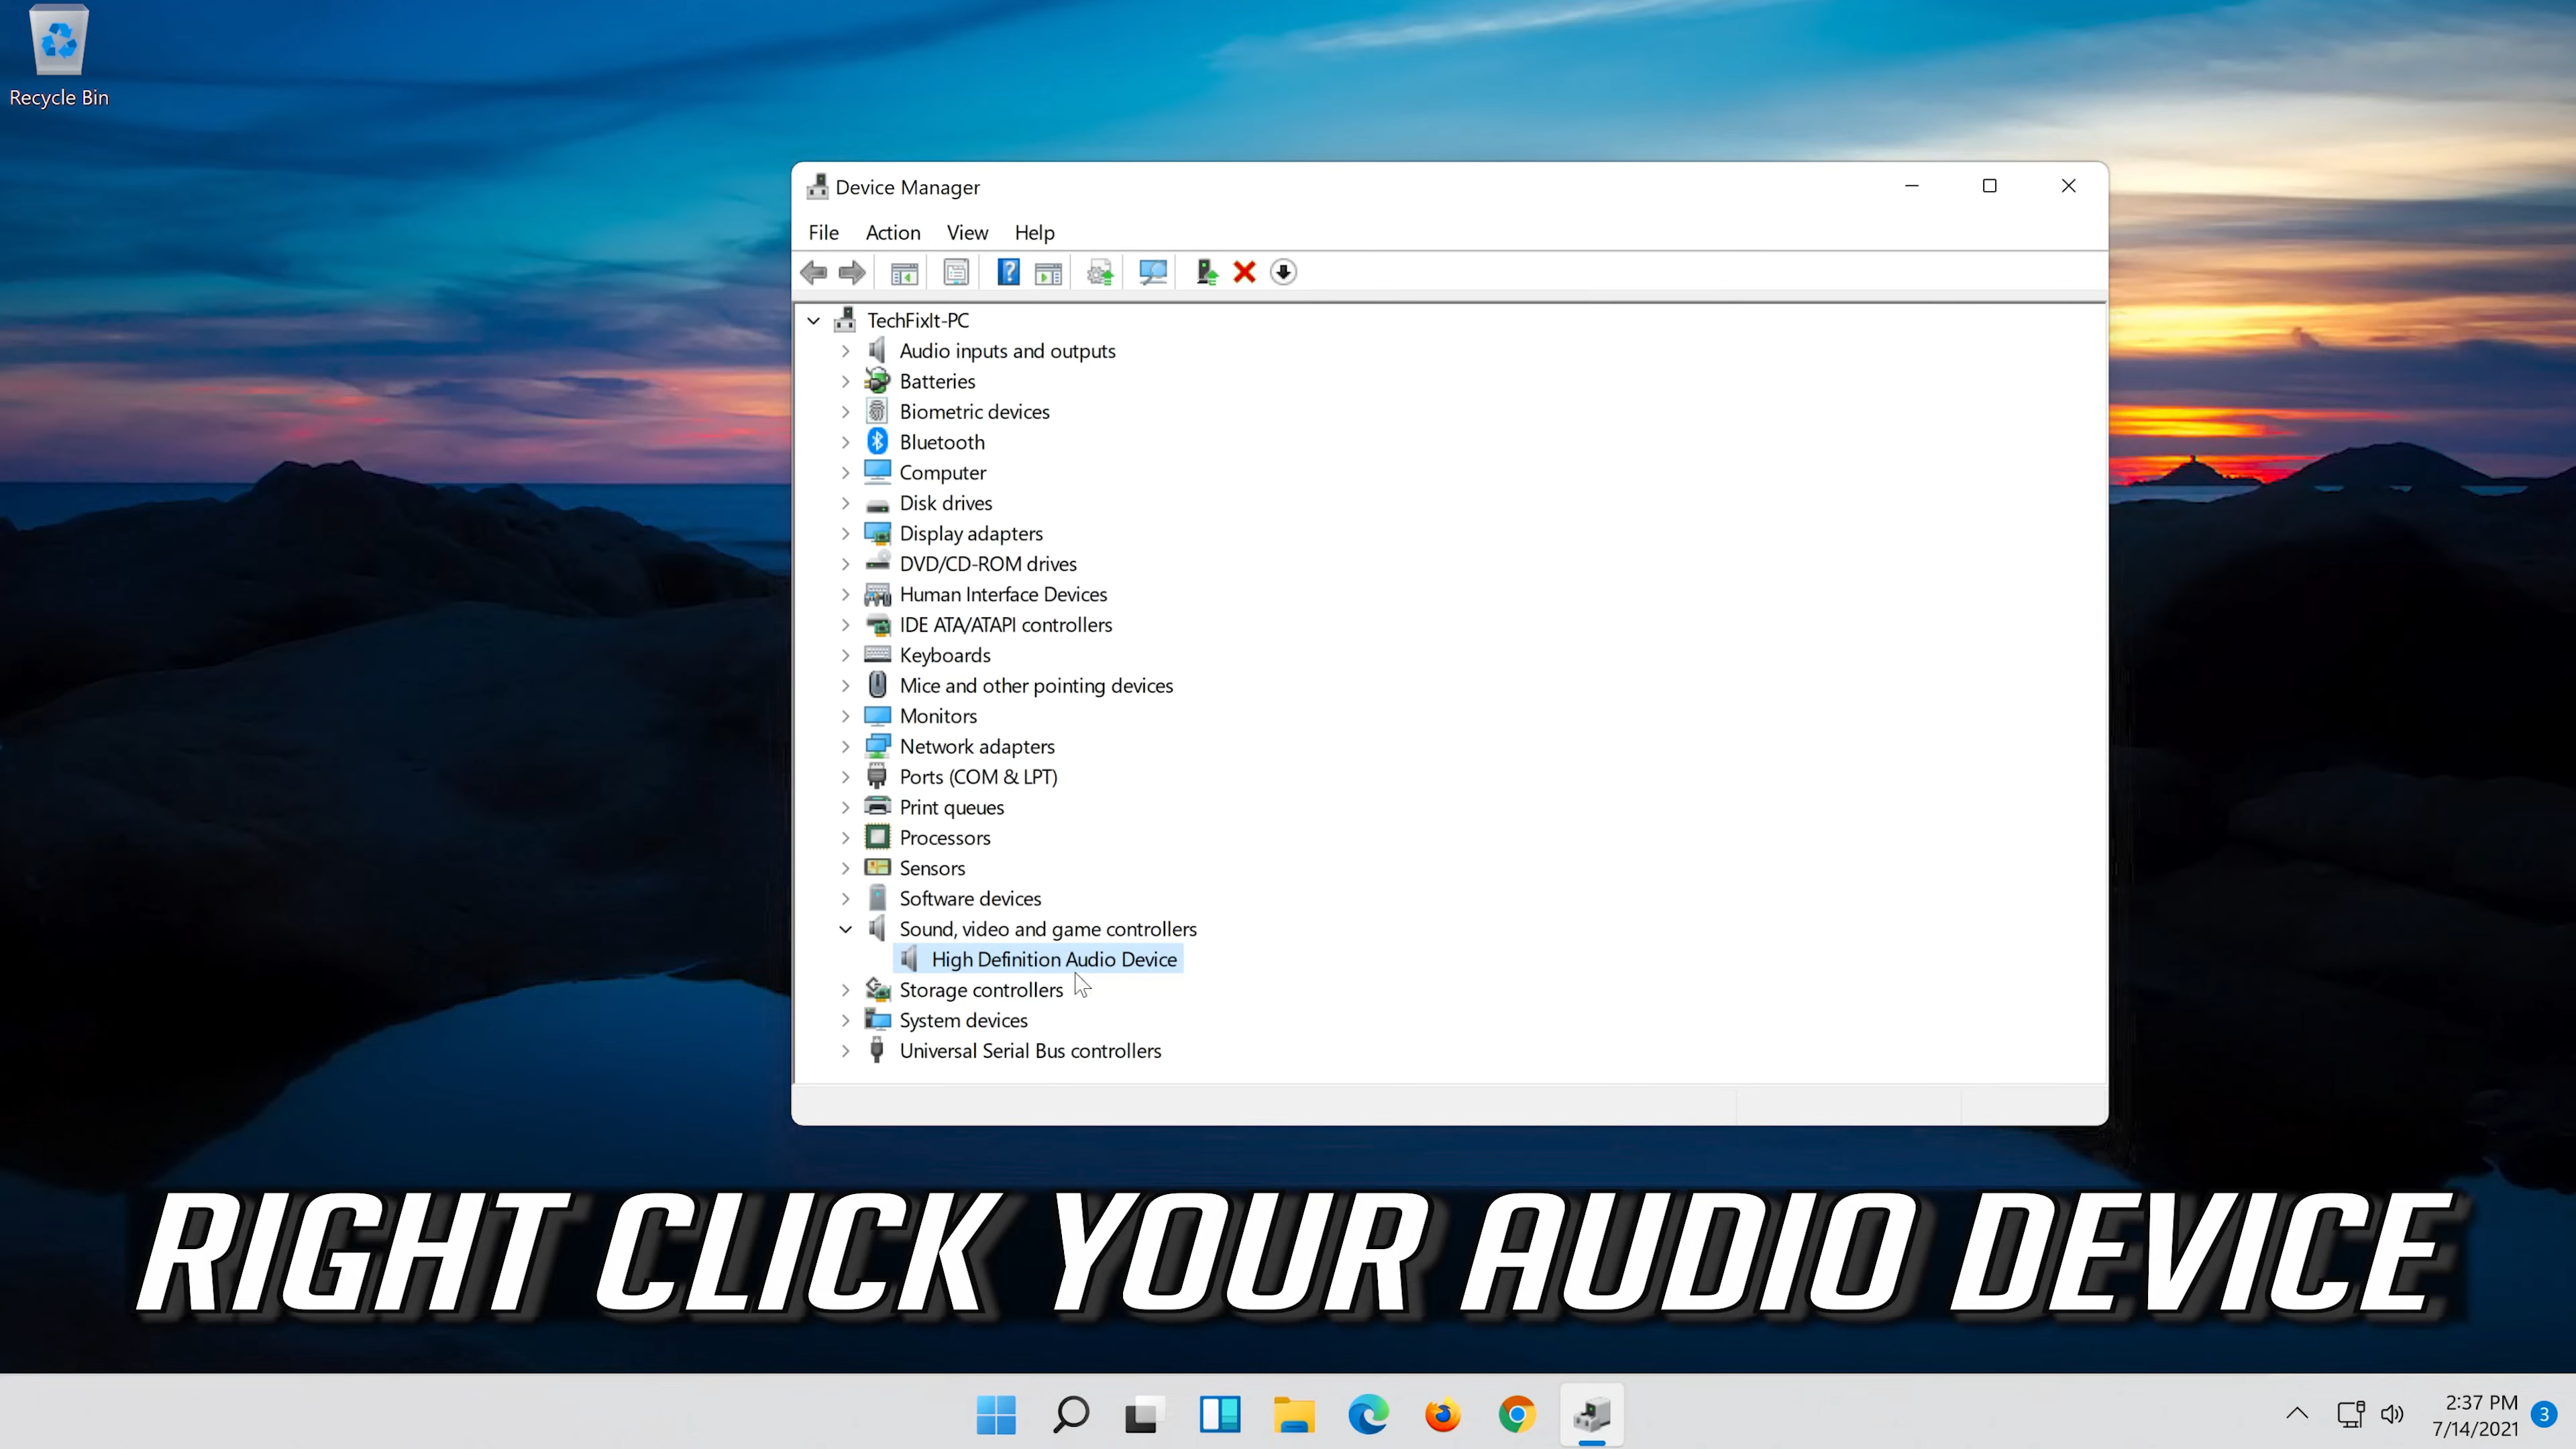 Recycle Bin
Device Manager
File Action View Help
TechFixIt-PC
Audio inputs and outputs
Batteries
Biometric devices
Bluetooth
Computer
Disk drives
Display adapters
DVD/CD-ROM drives
Human Interface Devices
IDE ATA/ATAPI controllers
Keyboards
Mice and other pointing devices
Monitors
Network adapters
Ports (COM & LPT)
Print queues
Processors
Sensors
Software devices
Sound, video and game controllers
High Definition Audio Device
Storage controllers
System devices
Universal Serial Bus controllers
RIGHT CLICK YOUR AUDIO DEVICE
2:37 PM
7/14/2021
3